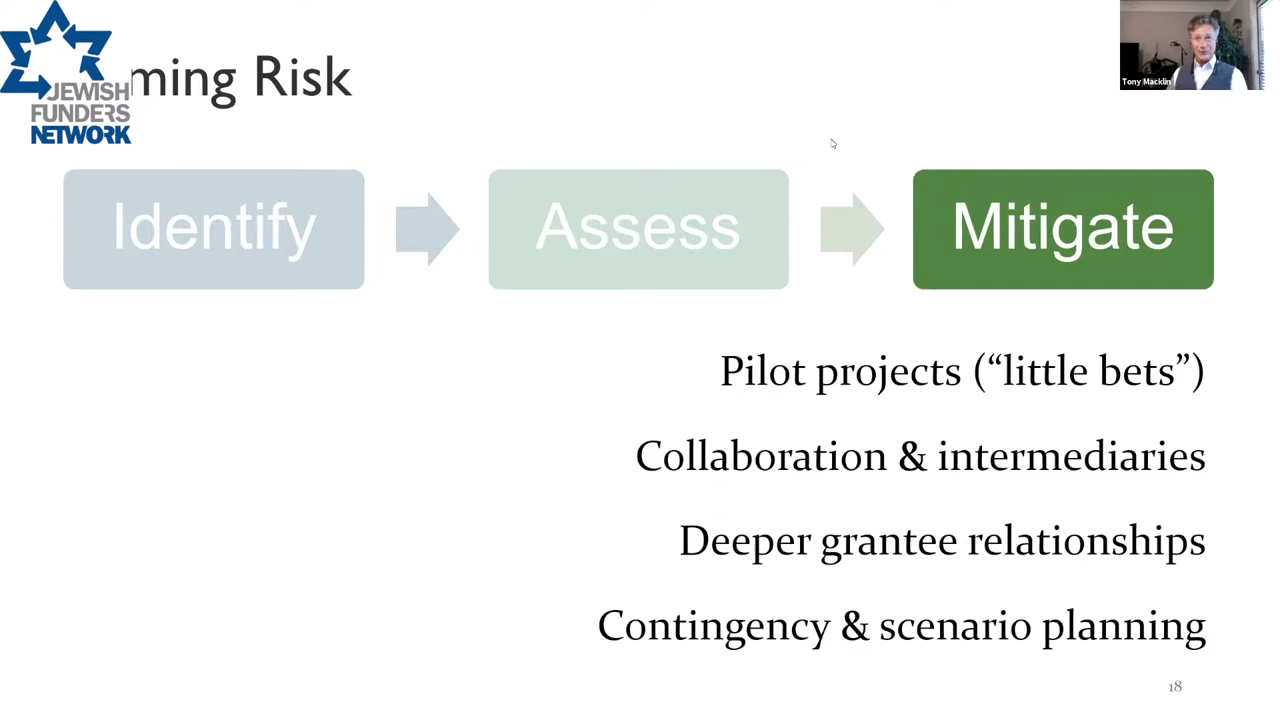 JEWISH
FUNDERS
NETWORK
ming Risk
Tony Macklin
Identify
Assess
Mitigate
Pilot projects (“little bets”)
Collaboration & intermediaries
Deeper grantee relationships
Contingency & scenario planning
18